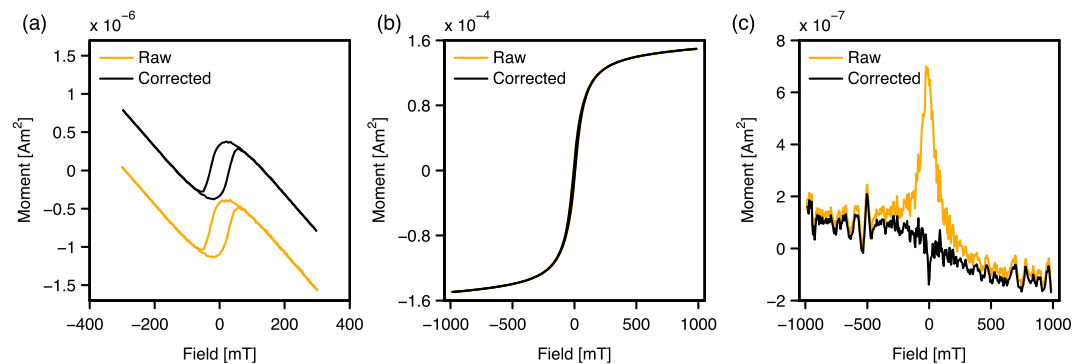 (a)
x 10⁻⁶
Raw
Corrected
1.5
1
0.5
0
−0.5
−1
−1.5
Moment [Am²]
−400 −200 0 200 400
Field [mT]
(b)
x 10⁻⁴
Raw
Corrected
1.6
0.8
0
−0.8
−1.6
Moment [Am²]
−1000 −500 0 500 1000
Field [mT]
(c)
x 10⁻⁷
Raw
Corrected
8
6
4
2
0
−2
Moment [Am²]
−1000 −500 0 500 1000
Field [mT]